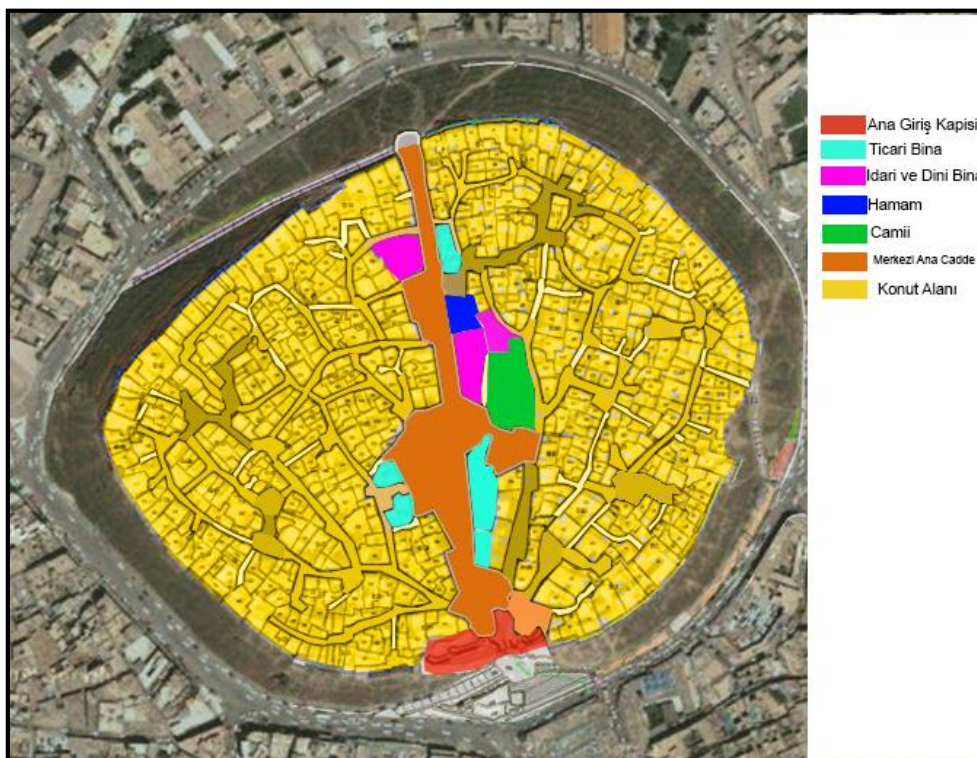 Ana Giriş Kapisi
Ticari Bina
Idari ve Dini Bina
Hamam
Camii
Merkezi Ana Cadde
Konut Alanı